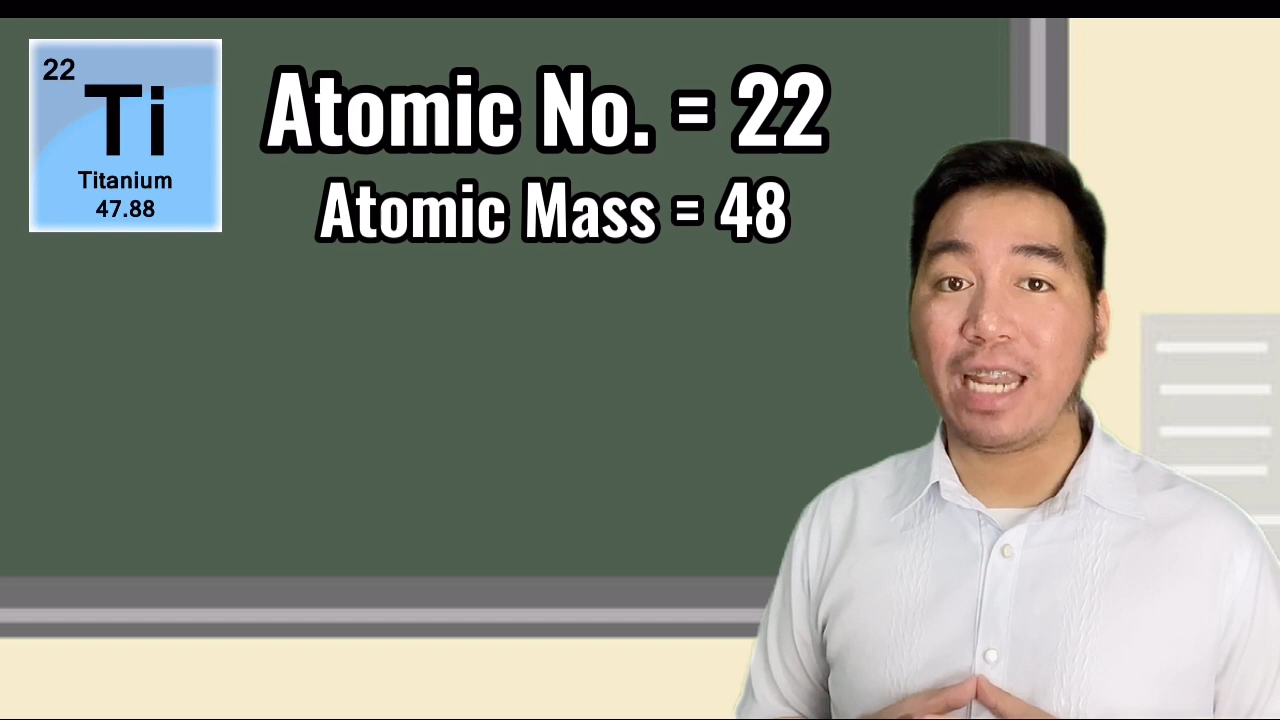 22
Ti
Titanium
47.88
Atomic No. = 22
Atomic Mass = 48